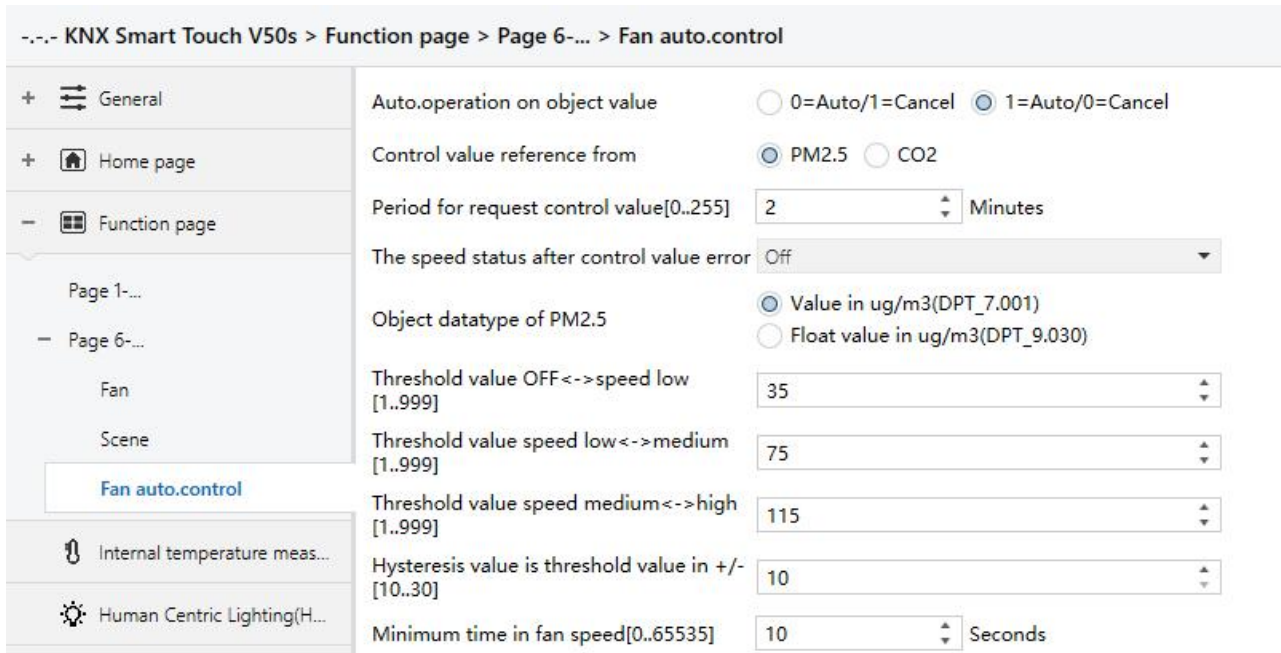 -.-.- KNX Smart Touch V50s > Function page > Page 6-... > Fan auto.control
+ General
+ Home page
− Function page
Page 1-...
− Page 6-...
Fan
Scene
Fan auto.control
Internal temperature meas...
Human Centric Lighting(H...
Auto.operation on object value 0=Auto/1=Cancel 1=Auto/0=Cancel
Control value reference from PM2.5 CO2
Period for request control value[0..255] 2 Minutes
The speed status after control value error Off
Object datatype of PM2.5 Value in ug/m3(DPT_7.001)
Float value in ug/m3(DPT_9.030)
Threshold value OFF<->speed low
[1..999] 35
Threshold value speed low<->medium
[1..999] 75
Threshold value speed medium<->high
[1..999] 115
Hysteresis value is threshold value in +/-
[10..30] 10
Minimum time in fan speed[0..65535] 10 Seconds